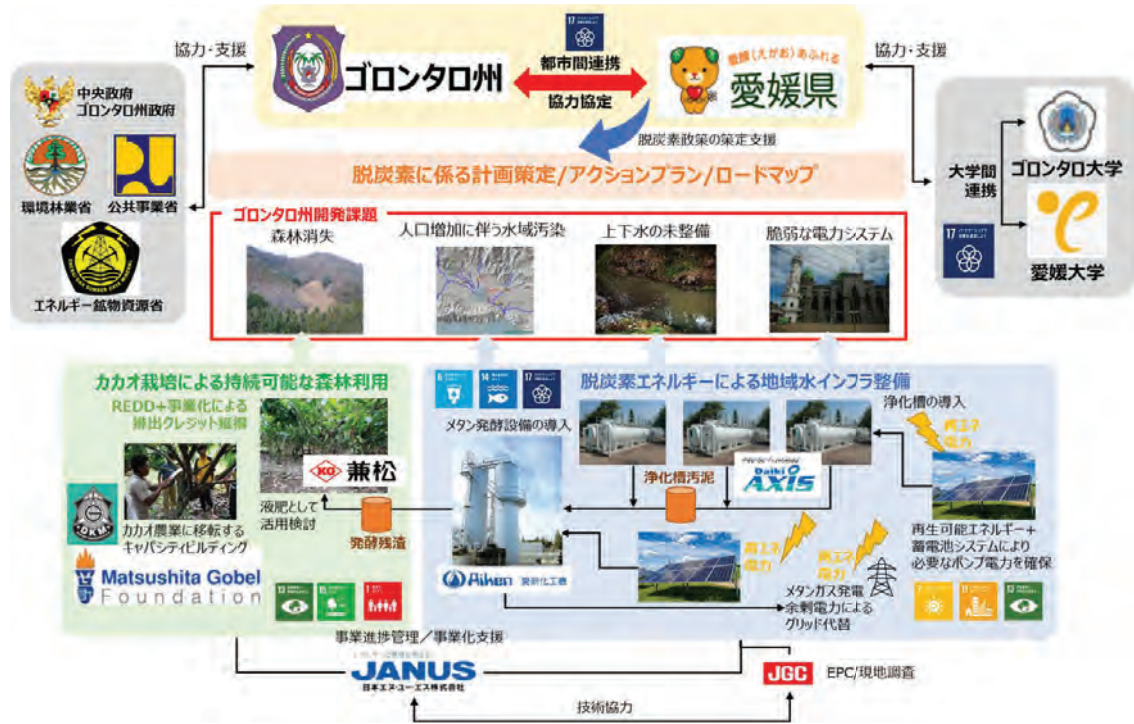 協力・支援
17
都市間連携
ゴロンタロ州
協力協定
愛顔(えがお)あふれる
愛媛県
協力・支援
中央政府
ゴロンタロ州政府
環境林業省
公共事業省
エネルギー鉱物資源省
脱炭素政策の策定支援
脱炭素に係る計画策定/アクションプラン/ロードマップ
大学間
連携
17
ゴロンタロ大学
愛媛大学
ゴロンタロ州開発課題
森林消失
人口増加に伴う水域汚染
上下水の未整備
脆弱な電力システム
カカオ栽培による持続可能な森林利用
REDD+事業化による
排出クレジット獲得
KG 兼松
カカオ農業に移転する
キャパシティビルディング
液肥として
活用検討
発酵残渣
Matsushita Gobel
Foundation
13
15
1
脱炭素エネルギーによる地域水インフラ整備
6
14
17
メタン発酵設備の導入
浄化槽の導入
再エネ
電力
浄化槽汚泥
Daiki
AXIS
Aiken 愛研化工機
再エネ
電力
再エネ
電力
再生可能エネルギー+
蓄電池システムにより
必要なポンプ電力を確保
メタンガス発電
余剰電力による
グリッド代替
7
11
13
事業進捗管理/事業化支援
JANUS
日本エヌ・ユー・エス株式会社
JGC
EPC/現地調査
技術協力